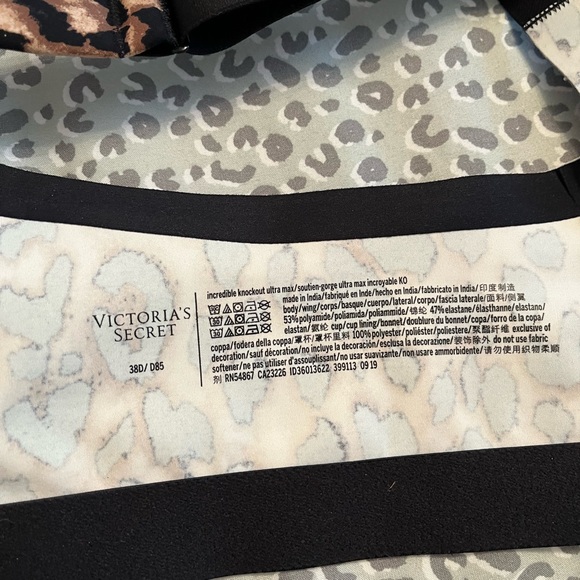 VICTORIA'S
SECRET
38D/ D85
incredible knockout ultra max/soutien-gorge ultra max incroyable KO
made in India/fabriqué en Inde/hecho en India/fabricato in India/印度制造
body/wing/corps/basque/cuerpo/lateral/corpo/fascia laterale/面料/侧翼
53%polyamide/poliamida/poliammide/锦纶 47%elastane/élasthanne/elastano/
elastan/氨纶 cup/cup lining/bonnet/doublure du bonnet/copa/forro de la copa/
coppa/fodera della coppa/罩杯/罩杯里料 100%polyester/poliéster/poliestere/聚酯纤维 exclusive of
decoration/sauf décoration/no incluye la decoración/esclusa la decorazione/装饰除外 do not use fabric
softener/ne pas utiliser d'assouplissant/no usar suavizante/non usare ammorbidente/请勿使用织物柔顺
剂 RN54867 CA23226 ID36013622 399113 0919